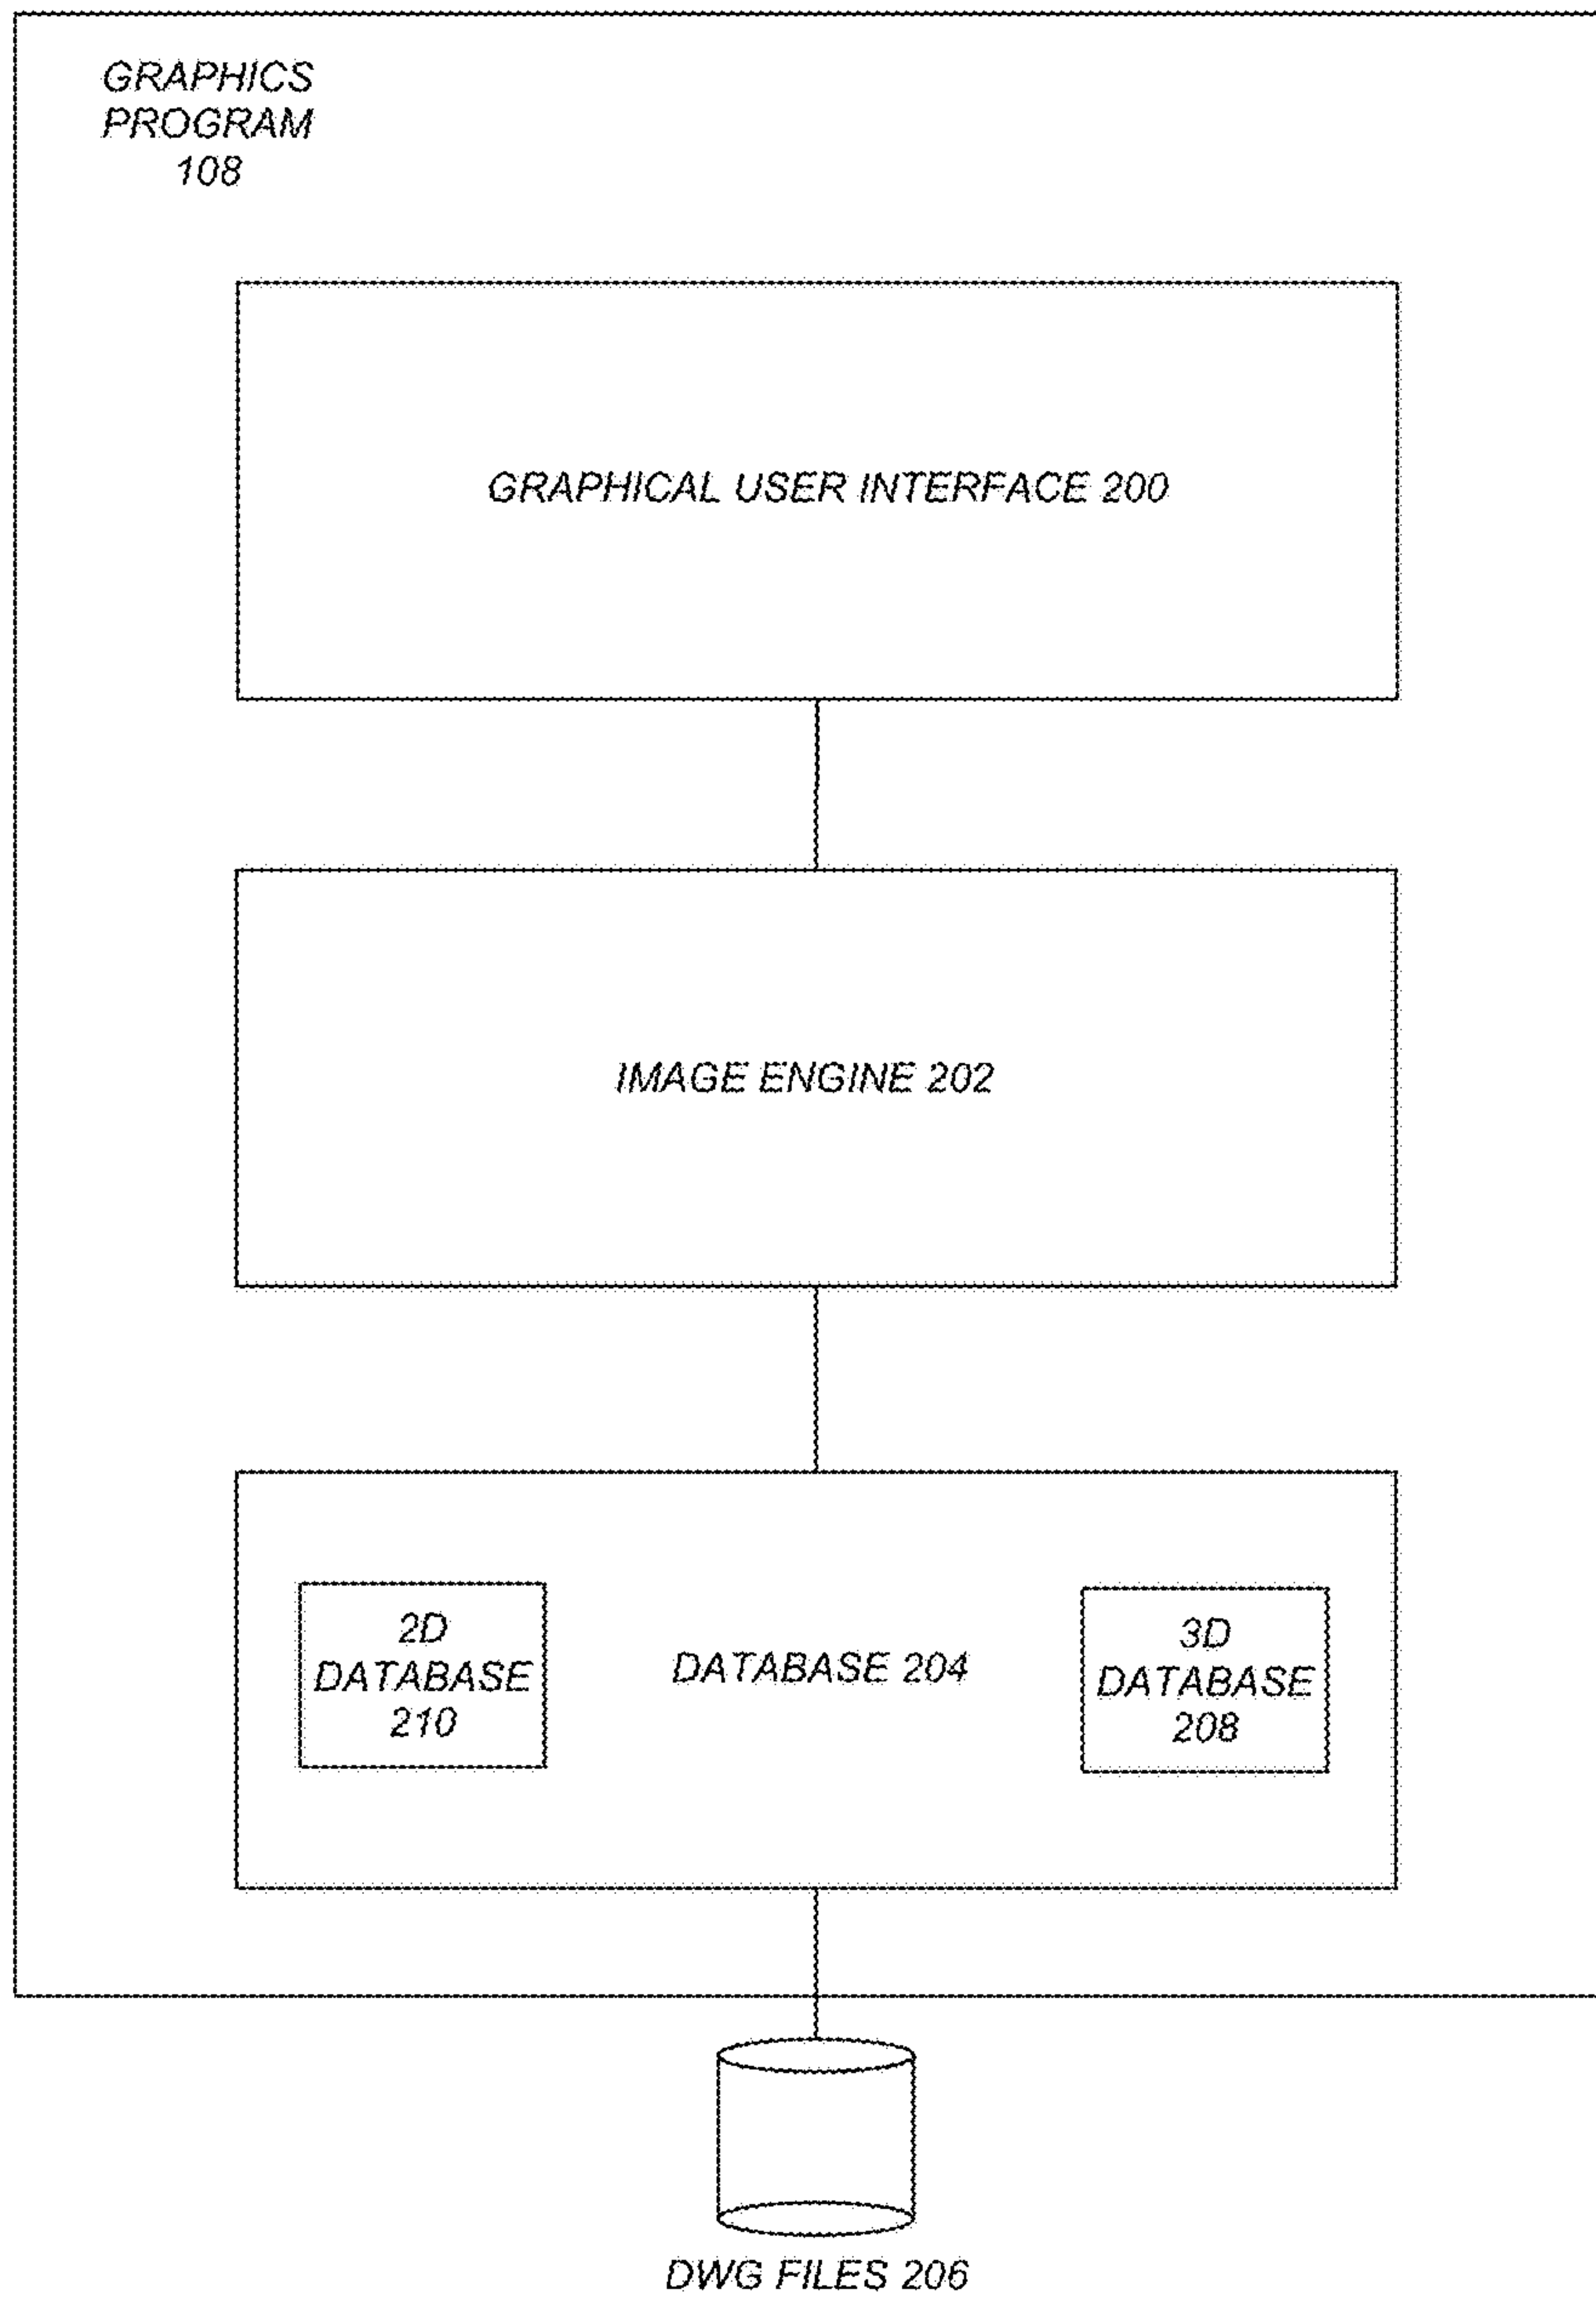 GRAPHICS
PROGRAM
108
GRAPHICAL USER INTERFACE 200
IMAGE ENGINE 202
2D
DATABASE
210
DATABASE 204
3D
DATABASE
208
DWG FILES 206